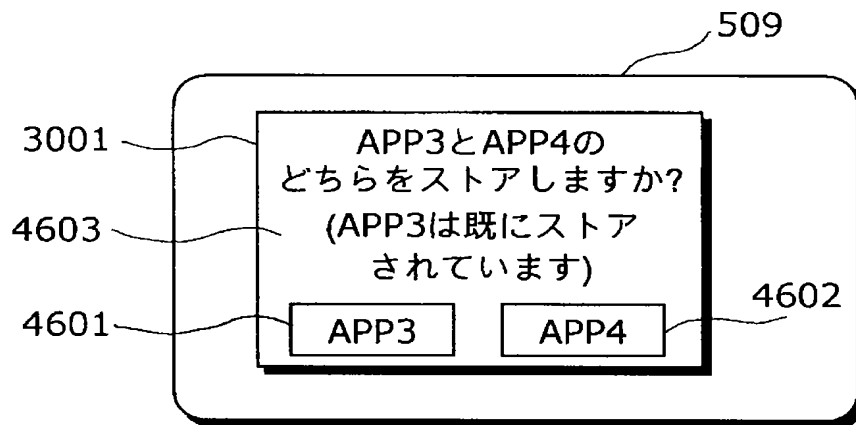 509
3001
APP3とAPP4の
どちらをストアしますか?
4603
(APP3は既にストア
されています)
4601
APP3
APP4
4602